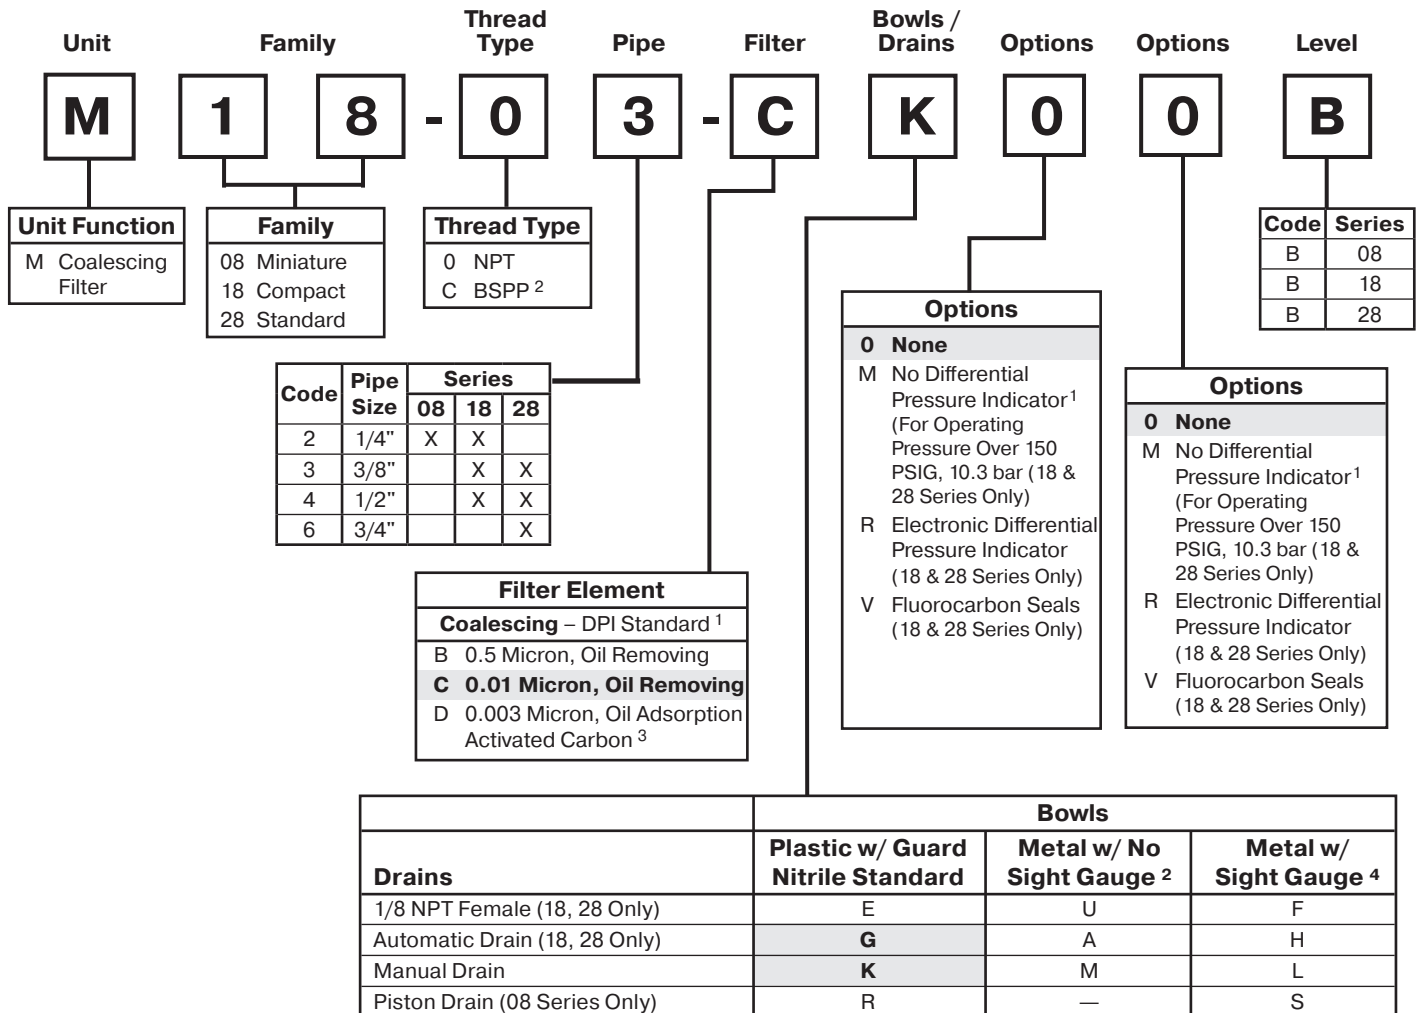 Unit Family Thread Type Pipe Filter Bowls / Drains Options Options Level
M 1 8 - 0 3 - C K 0 0 B
Unit Function
M Coalescing
Filter
Family
08 Miniature
18 Compact
28 Standard
Thread Type
0 NPT
C BSPP 2
Code Series
B 08
B 18
B 28
Code Pipe Size Series
08 18 28
2 1/4" X X
3 3/8" X X
4 1/2" X X
6 3/4" X
Filter Element
Coalescing – DPI Standard 1
B 0.5 Micron, Oil Removing
C 0.01 Micron, Oil Removing
D 0.003 Micron, Oil Adsorption
Activated Carbon 3
Options
0 None
M No Differential
Pressure Indicator 1
(For Operating
Pressure Over 150
PSIG, 10.3 bar (18 &
28 Series Only)
R Electronic Differential
Pressure Indicator
(18 & 28 Series Only)
V Fluorocarbon Seals
(18 & 28 Series Only)
Options
0 None
M No Differential
Pressure Indicator 1
(For Operating
Pressure Over 150
PSIG, 10.3 bar (18 &
28 Series Only)
R Electronic Differential
Pressure Indicator
(18 & 28 Series Only)
V Fluorocarbon Seals
(18 & 28 Series Only)
Bowls
Drains Plastic w/ Guard Nitrile Standard Metal w/ No Sight Gauge 2 Metal w/ Sight Gauge 4
1/8 NPT Female (18, 28 Only) E U F
Automatic Drain (18, 28 Only) G A H
Manual Drain K M L
Piston Drain (08 Series Only) R — S